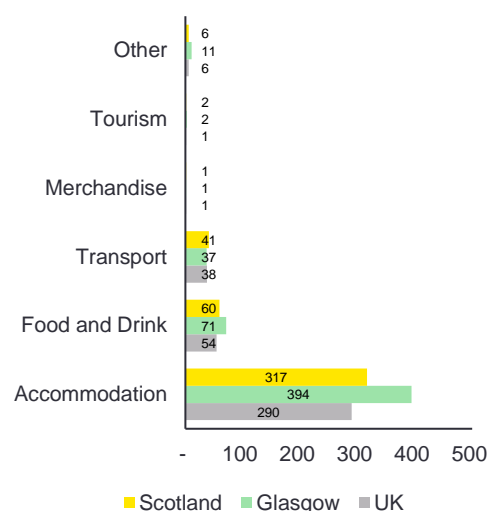 Other
6
11
6
Tourism
2
2
1
Merchandise
1
1
1
Transport
41
37
38
Food and Drink
60
71
54
Accommodation
317
394
290
- 100 200 300 400 500
Scotland Glasgow UK